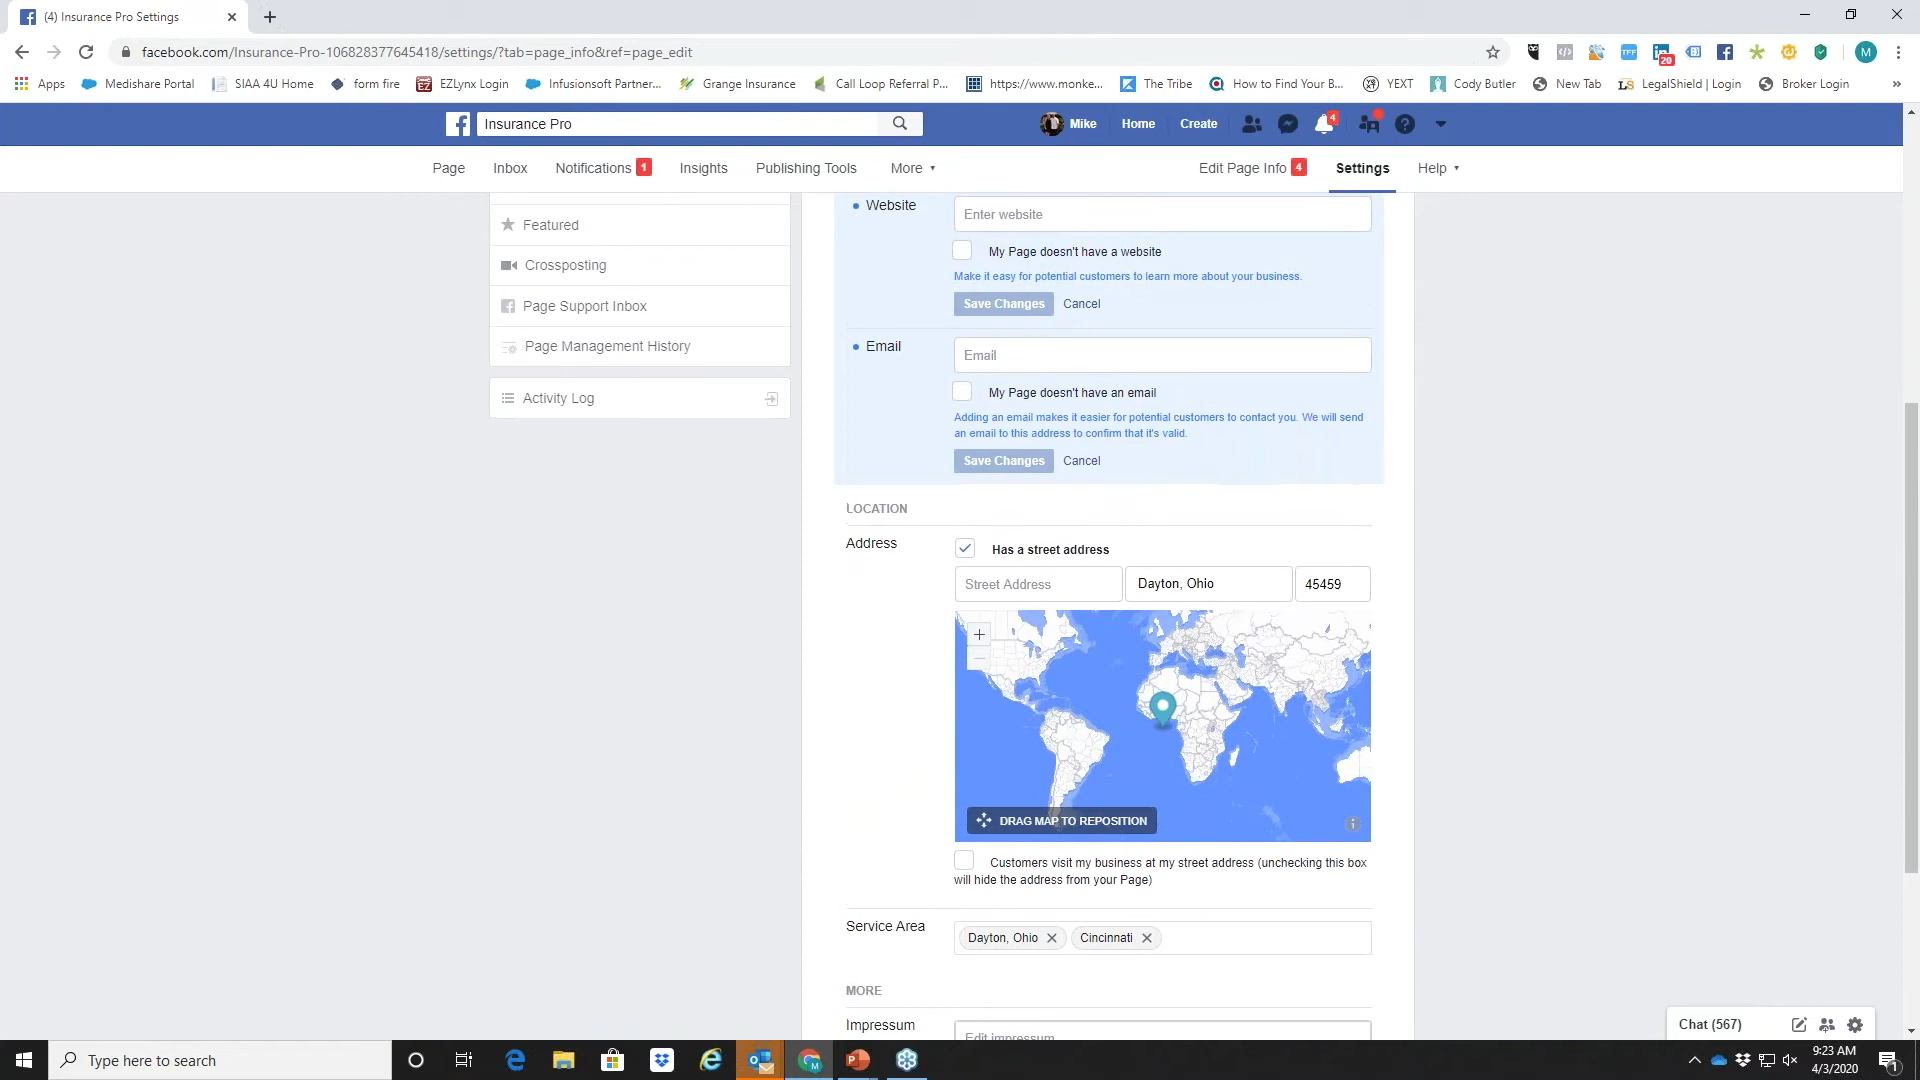 (4) Insurance Pro Settings
facebook.com/Insurance-Pro-106828377645418/settings/?tab=page_info&ref=page_edit
20
M
Apps
Medishare Portal
SIAA 4U Home
form fire
EZLynx Login
Infusionsoft Partner...
Grange Insurance
Call Loop Referral P...
https://www.monke...
The Tribe
How to Find Your B...
YEXT
Cody Butler
New Tab
LegalShield | Login
Broker Login
»
Insurance Pro
Mike
Home
Create
4
Page
Inbox
Notifications 1
Insights
Publishing Tools
More
Edit Page Info 4
Settings
Help
Featured
Crossposting
Page Support Inbox
Page Management History
Activity Log
Website
Enter website
My Page doesn't have a website
Make it easy for potential customers to learn more about your business.
Save Changes Cancel
Email
Email
My Page doesn't have an email
Adding an email makes it easier for potential customers to contact you. We will send
an email to this address to confirm that it's valid.
Save Changes Cancel
LOCATION
Address
Has a street address
Street Address
Dayton, Ohio
45459
DRAG MAP TO REPOSITION
Customers visit my business at my street address (unchecking this box
will hide the address from your Page)
Service Area
Dayton, Ohio
Cincinnati
MORE
Impressum
Edit impressum
Chat (567)
Type here to search
9:23 AM
4/3/2020
1